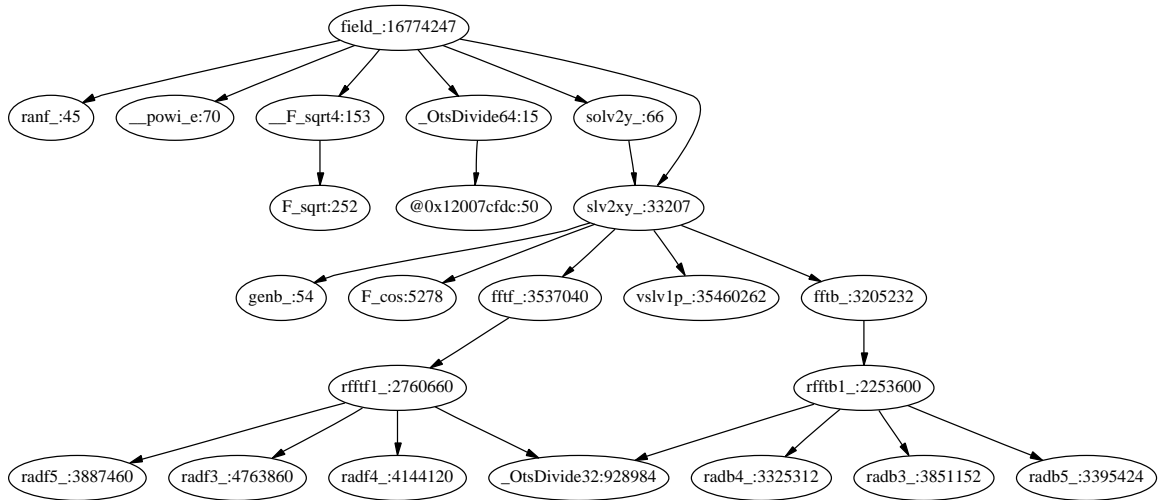 field_:16774247
ranf_:45
__powi_e:70
__F_sqrt4:153
_OtsDivide64:15
solv2y_:66
F_sqrt:252
@0x12007cfdc:50
slv2xy_:33207
genb_:54
F_cos:5278
fftf_:3537040
vslv1p_:35460262
fftb_:3205232
rfftf1_:2760660
rfftb1_:2253600
radf5_:3887460
radf3_:4763860
radf4_:4144120
_OtsDivide32:928984
radb4_:3325312
radb3_:3851152
radb5_:3395424